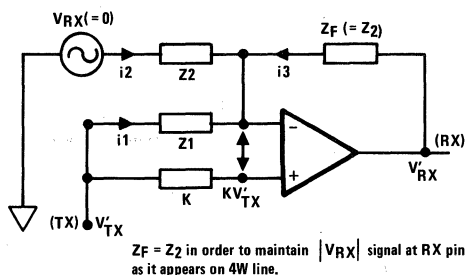 VRX(=0)
i2
Z2
i3
ZF (= Z2)
i1
Z1
K
KV'TX
−
+
(RX)
V'RX
(TX) V'TX
ZF = Z2 in order to maintain |VRX| signal at RX pin
as it appears on 4W line.